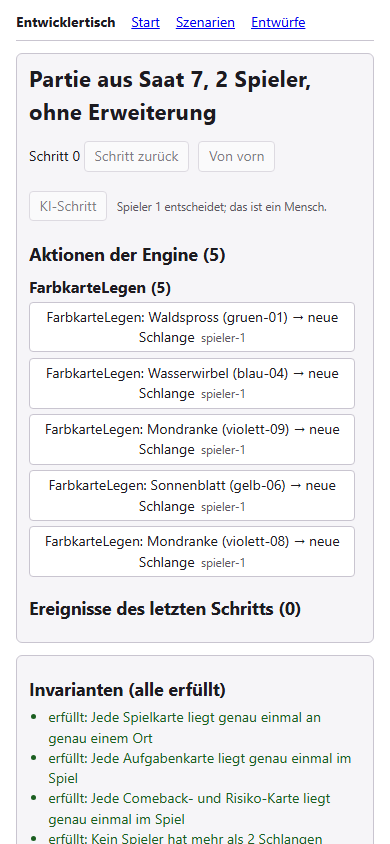 Entwicklertisch Start Szenarien Entwürfe
Partie aus Saat 7, 2 Spieler,
ohne Erweiterung
Schritt 0 Schritt zurück Von vorn
KI-Schritt Spieler 1 entscheidet; das ist ein Mensch.
Aktionen der Engine (5)
FarbkarteLegen (5)
FarbkarteLegen: Waldspross (gruen-01) → neue
Schlange spieler-1
FarbkarteLegen: Wasserwirbel (blau-04) → neue
Schlange spieler-1
FarbkarteLegen: Mondranke (violett-09) → neue
Schlange spieler-1
FarbkarteLegen: Sonnenblatt (gelb-06) → neue
Schlange spieler-1
FarbkarteLegen: Mondranke (violett-08) → neue
Schlange spieler-1
Ereignisse des letzten Schritts (0)
Invarianten (alle erfüllt)
• erfüllt: Jede Spielkarte liegt genau einmal an
genau einem Ort
• erfüllt: Jede Aufgabenkarte liegt genau einmal im
Spiel
• erfüllt: Jede Comeback- und Risiko-Karte liegt
genau einmal im Spiel
• erfüllt: Kein Spieler hat mehr als 2 Schlangen